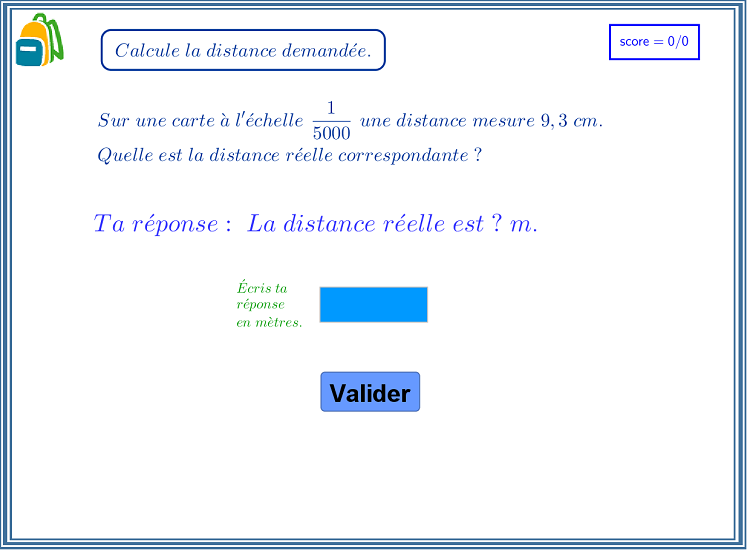 Calcule la distance demandée.
score = 0/0
Sur une carte à l'échelle 1/5000 une distance mesure 9,3 cm.
Quelle est la distance réelle correspondante ?
Ta réponse : La distance réelle est ? m.
Écris ta
réponse
en mètres.
Valider